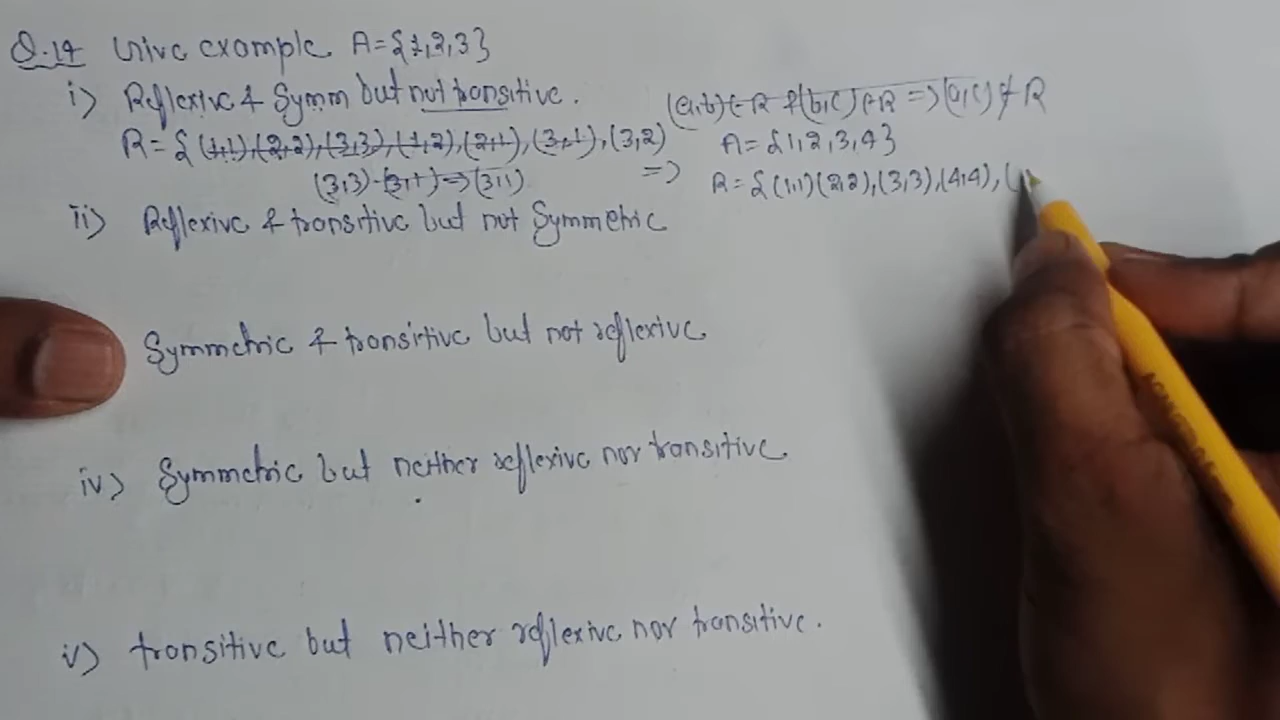 Q.14 Give example A={1,2,3}
i) Reflexive & Symm but not transitive.
R={(1,1),(2,2),(3,3),(1,2),(2,1),(3,1),(3,2)
(3,3)-(3,1)=>(3,1)
(a,b)∈R &(b,c)∈R=>(a,c)∉R
A={1,2,3,4}
=> R={(1,1)(2,2),(3,3),(4,4),(
ii) Reflexive & transitive but not Symmetric
Symmetric & transitive but not reflexive
iv) Symmetric but neither reflexive nor transitive
v) transitive but neither reflexive nor transitive.